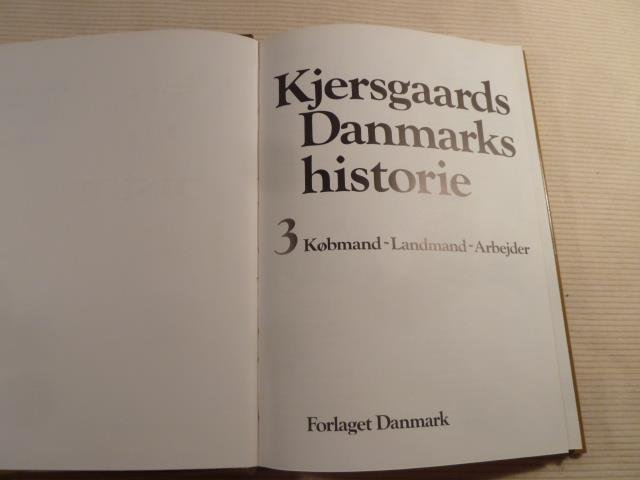 Kjersgaards
Danmarks
historie
3 Købmand-Landmand-Arbejder
Forlaget Danmark